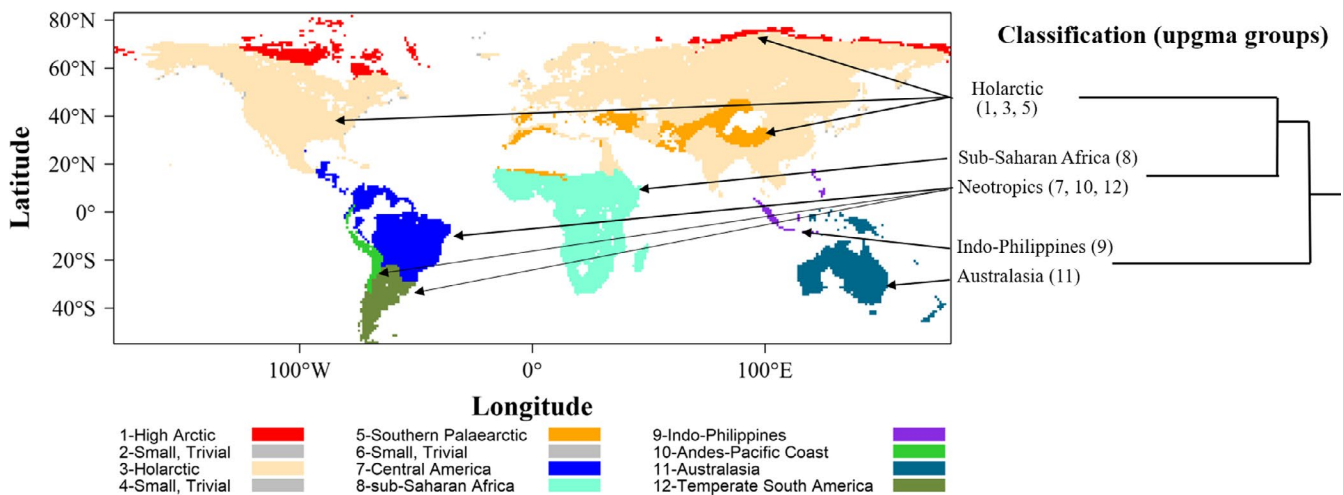 80°N
60°N
40°N
20°N
0°
20°S
40°S
Latitude
100°W
0°
100°E
Longitude
Classification (upgma groups)
Holarctic
(1, 3, 5)
Sub-Saharan Africa (8)
Neotropics (7, 10, 12)
Indo-Philippines (9)
Australasia (11)
1-High Arctic
2-Small, Trivial
3-Holarctic
4-Small, Trivial
5-Southern Palaearctic
6-Small, Trivial
7-Central America
8-sub-Saharan Africa
9-Indo-Philippines
10-Andes-Pacific Coast
11-Australasia
12-Temperate South America